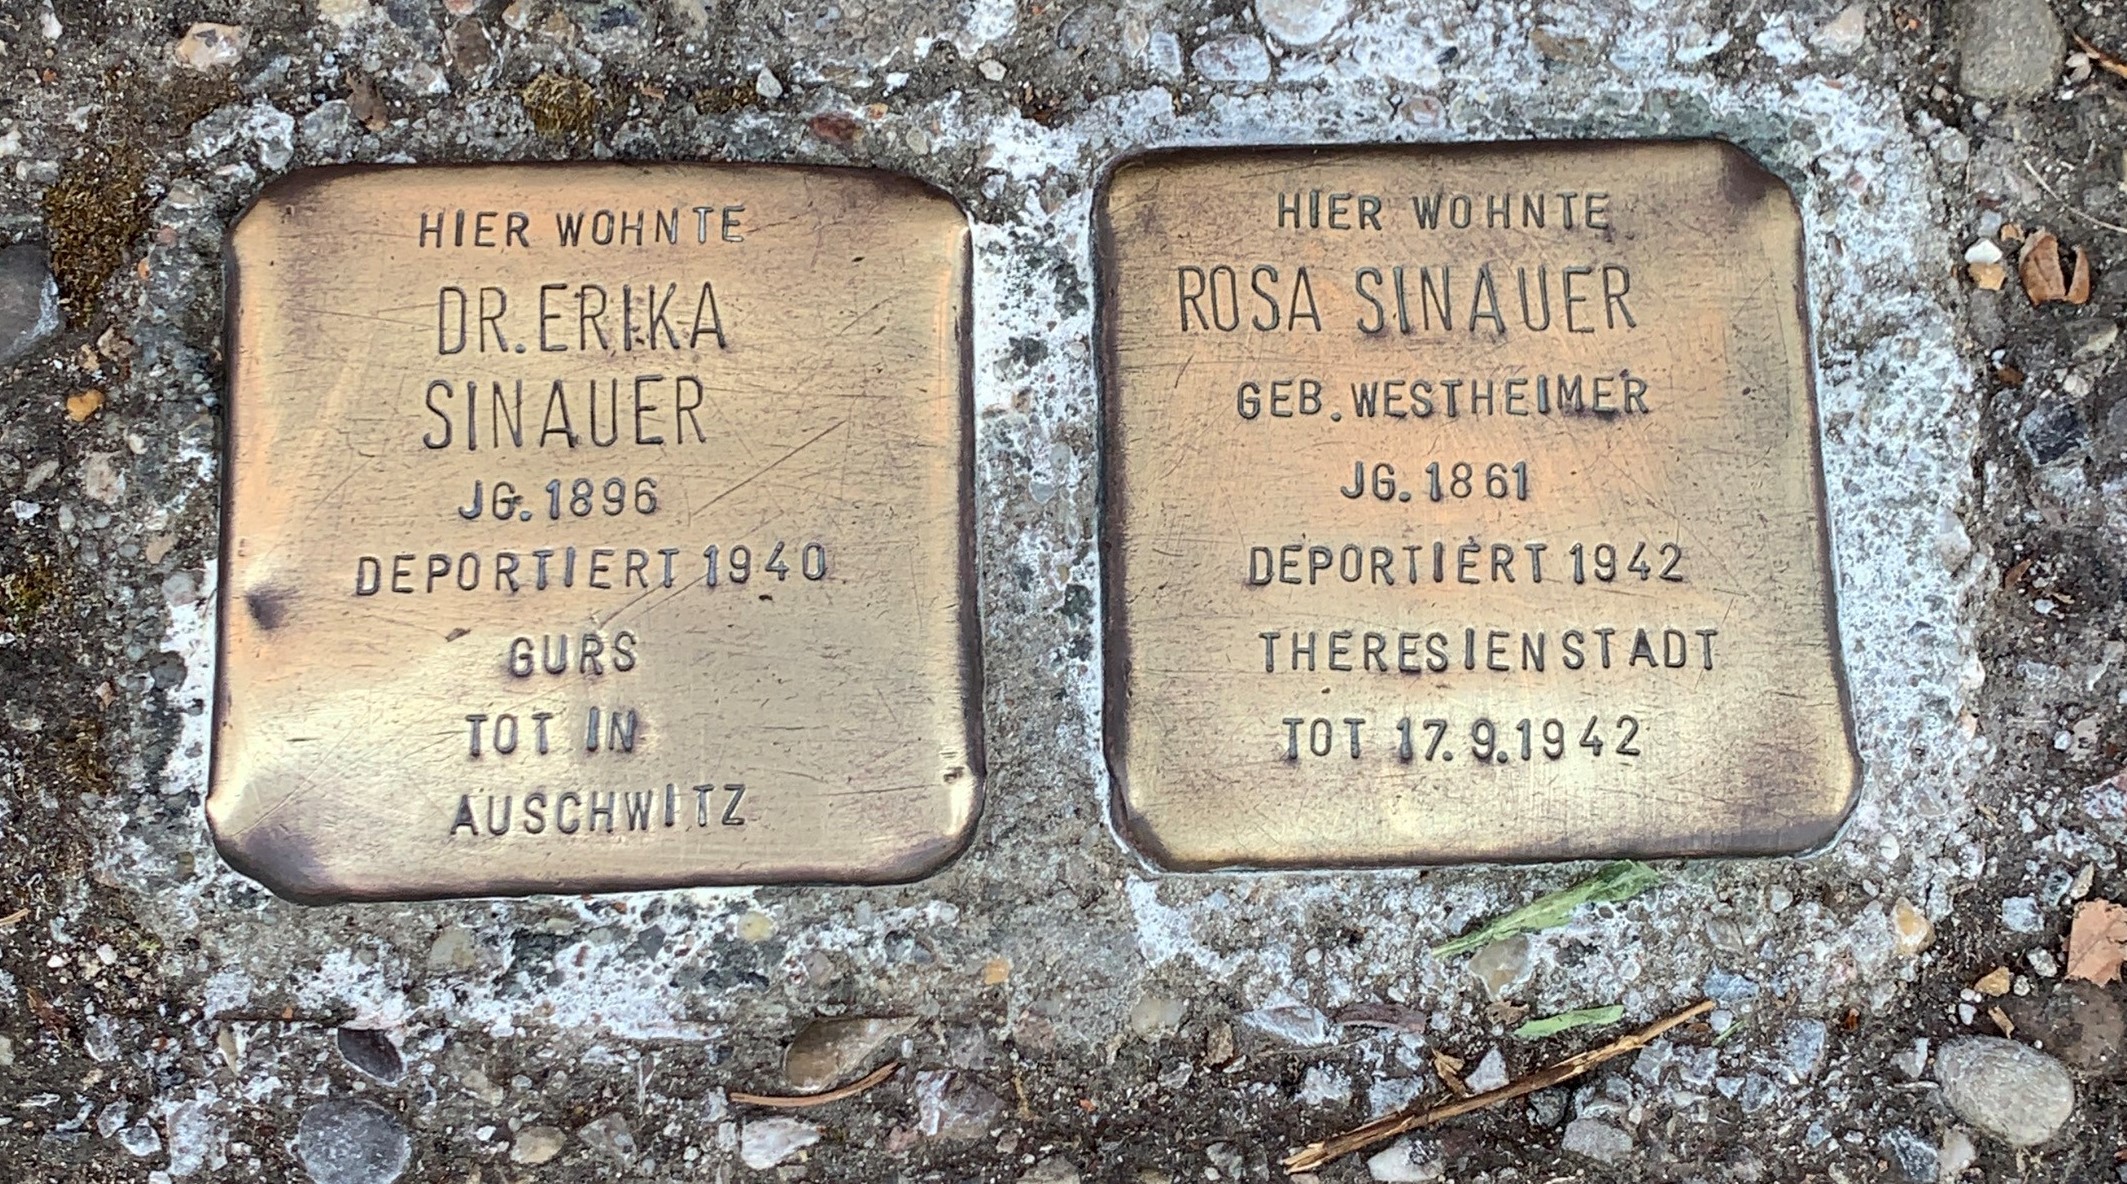 HIER WOHNTE
DR. ERIKA
SINAUER
JG. 1896
DEPORTIERT 1940
GURS
TOT IN
AUSCHWITZ
HIER WOHNTE
ROSA SINAUER
GEB. WESTHEIMER
JG. 1861
DEPORTIERT 1942
THERESIENSTADT
TOT 17.9.1942